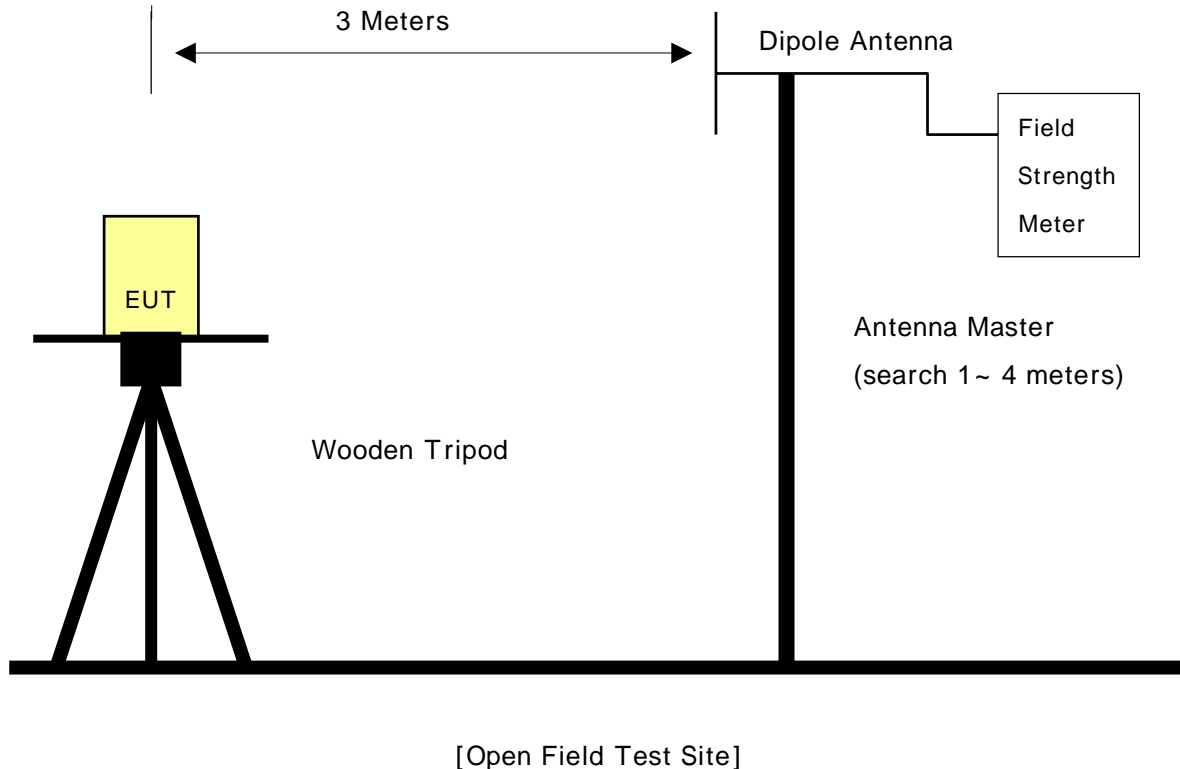 3 Meters
Dipole Antenna
Field
Strength
Meter
EUT
Antenna Master
(search 1~ 4 meters)
Wooden Tripod
[Open Field Test Site]